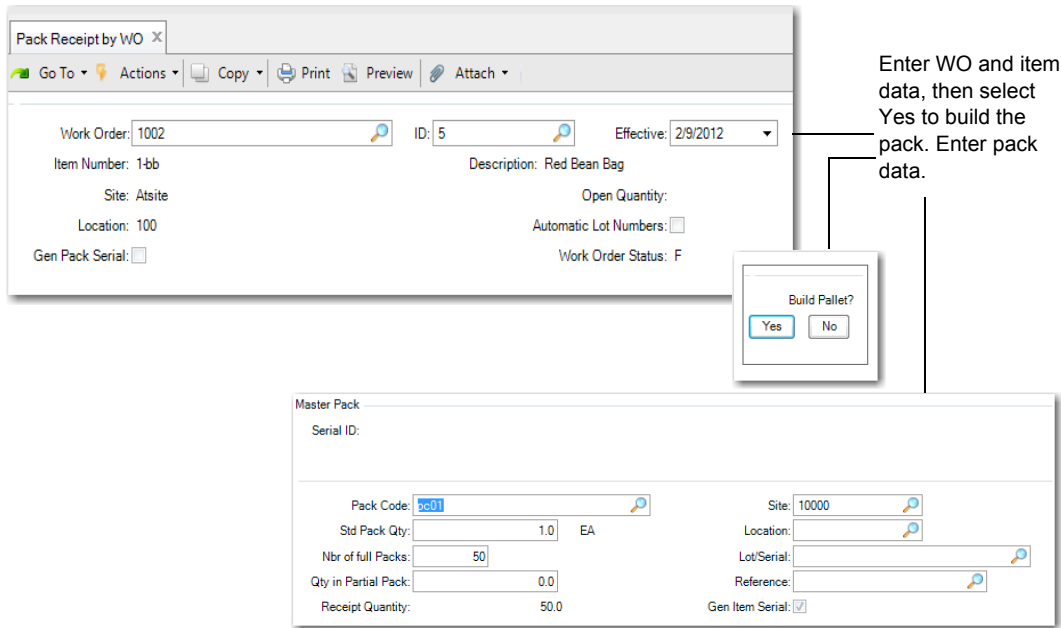 Pack Receipt by WO
Go To Actions Copy Print Preview Attach
Enter WO and item
data, then select
Yes to build the
pack. Enter pack
data.
Work Order: 1002 ID: 5 Effective: 2/9/2012
Item Number: 1-bb Description: Red Bean Bag
Site: Atsite Open Quantity:
Location: 100 Automatic Lot Numbers:
Gen Pack Serial: Work Order Status: F
Build Pallet?
Yes No
Master Pack
Serial ID:
Pack Code: pc01 Site: 10000
Std Pack Qty: 1.0 EA Location:
Nbr of full Packs: 50 Lot/Serial:
Qty in Partial Pack: 0.0 Reference:
Receipt Quantity: 50.0 Gen Item Serial: